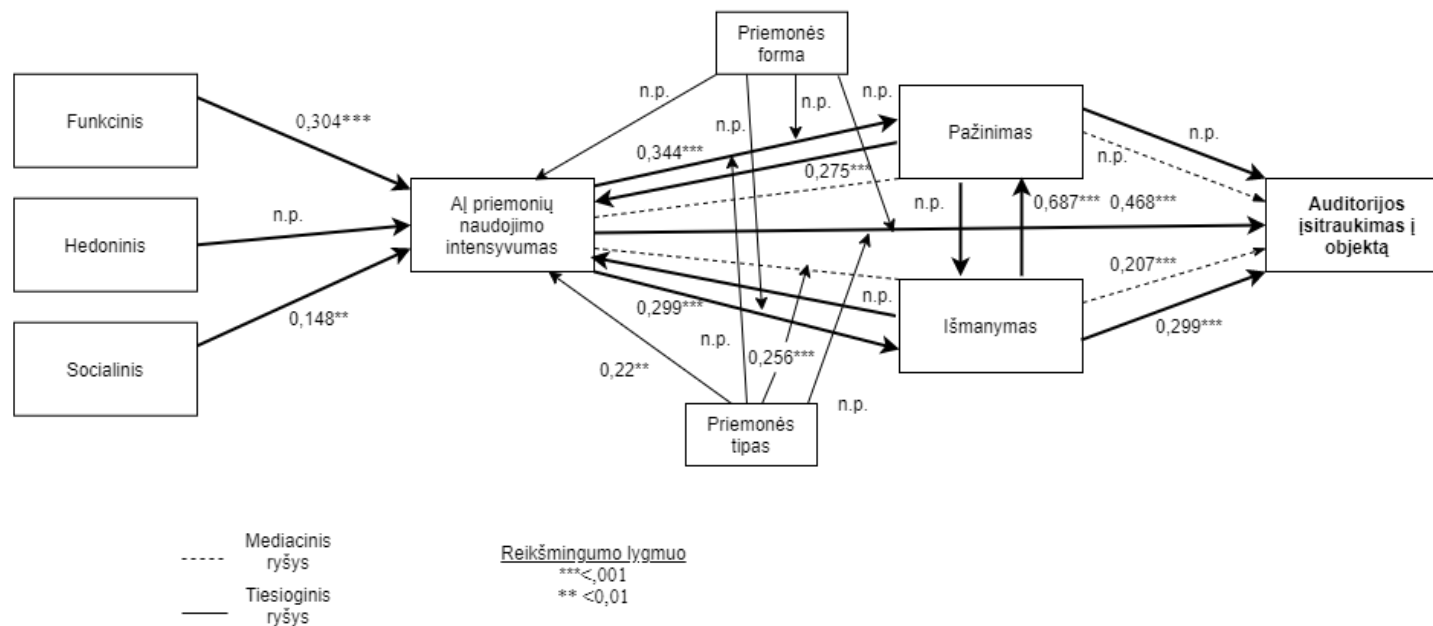 Priemonės
forma
Funkcinis
0,304***
n.p.
n.p.
n.p.
n.p.
0,344***
Pažinimas
n.p.
n.p.
0,275***
Hedoninis
n.p.
AĮ priemonių
naudojimo
intensyvumas
n.p.
0,687***
0,468***
Auditorijos
įsitraukimas į
objektą
0,207***
Socialinis
0,148**
0,299***
n.p.
Išmanymas
0,299***
0,22**
n.p.
0,256***
n.p.
Priemonės
tipas
Mediacinis
ryšys
Tiesioginis
ryšys
Reikšmingumo lygmuo
***<,001
** <0,01